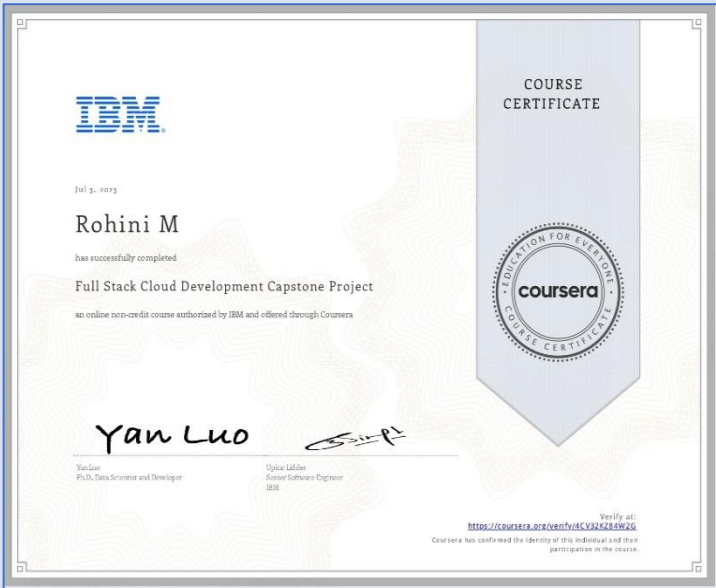 COURSE
CERTIFICATE
IBM
Jul 3, 2023
Rohini M
has successfully completed
Full Stack Cloud Development Capstone Project
an online non-credit course authorized by IBM and offered through Coursera
EDUCATION FOR EVERYONE
coursera
COURSE CERTIFICATE
Yan Luo
Yan Luo
Ph.D., Data Scientist and Developer
Upkar Lidder
Senior Software Engineer
IBM
Verify at:
https://coursera.org/verify/4CV32KZ84W2G
Coursera has confirmed the identity of this individual and their
participation in the course.